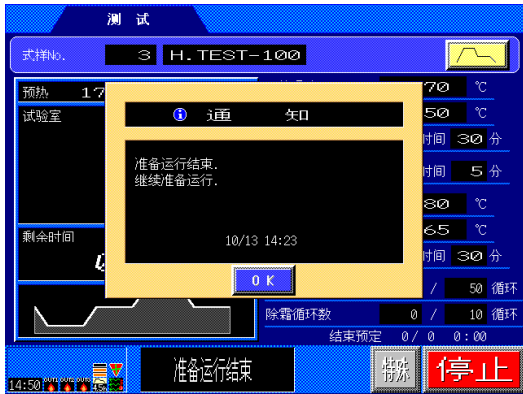 测 试
式样No. 3 H.TEST-100
预热 17 70 ℃
试验室 50 ℃
时间 30 分
时间 5 分
80 ℃
65 ℃
时间 30 分
通 知
准备运行结束.
继续准备运行.
10/13 14:23
OK
剩余时间
/ 50 循环
除霜循环数 0 / 10 循环
结束预定 0/ 0 0:00
14:50 OUT1 OUT2 OUT3
准备运行结束
特殊
停止